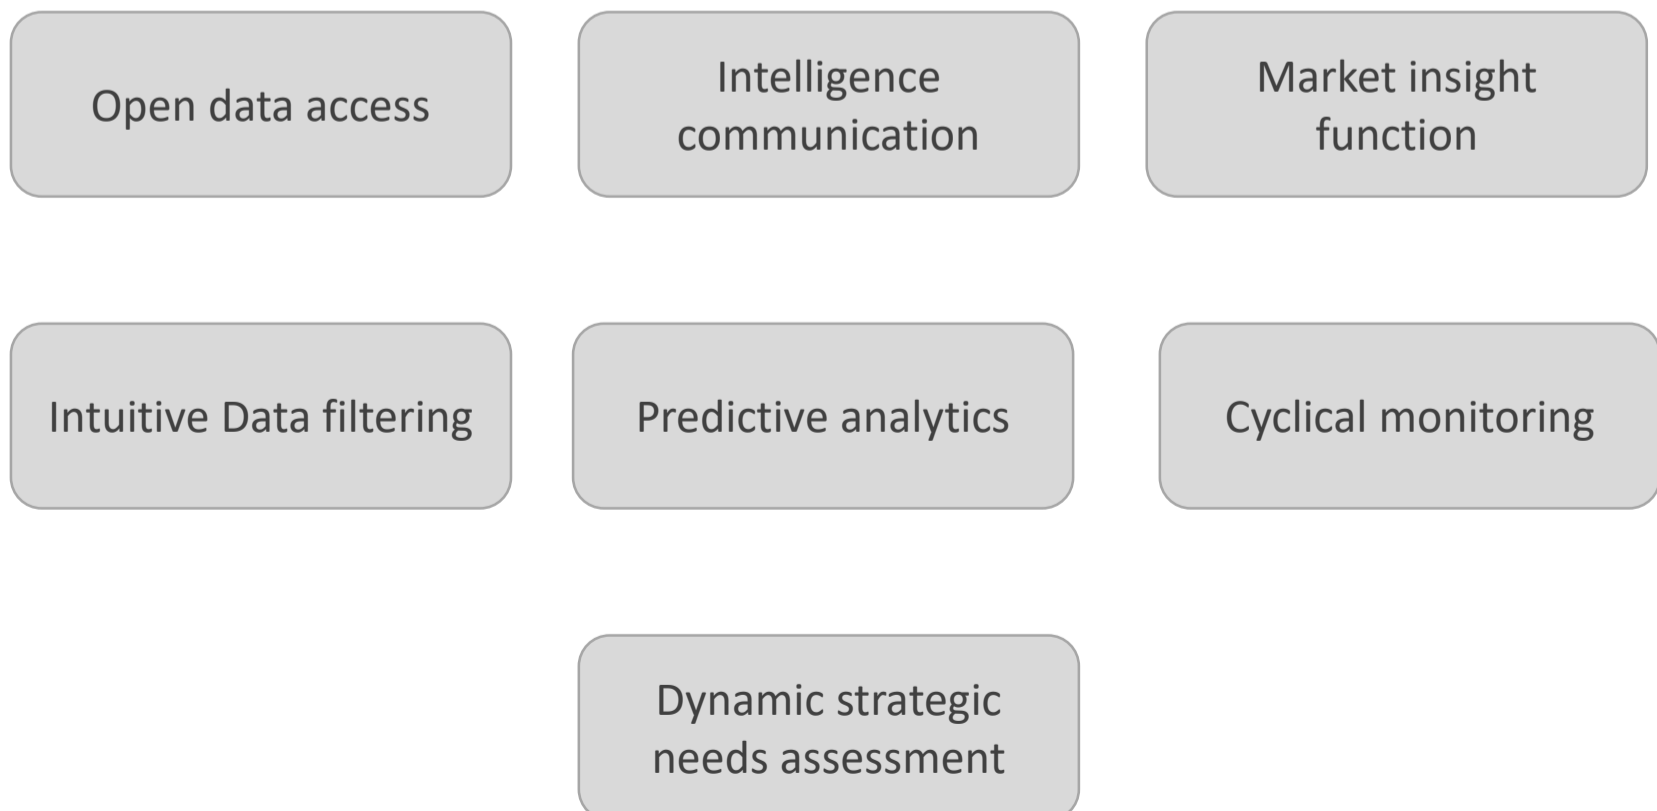 Open data access
Intelligence
communication
Market insight
function
Intuitive Data filtering
Predictive analytics
Cyclical monitoring
Dynamic strategic
needs assessment